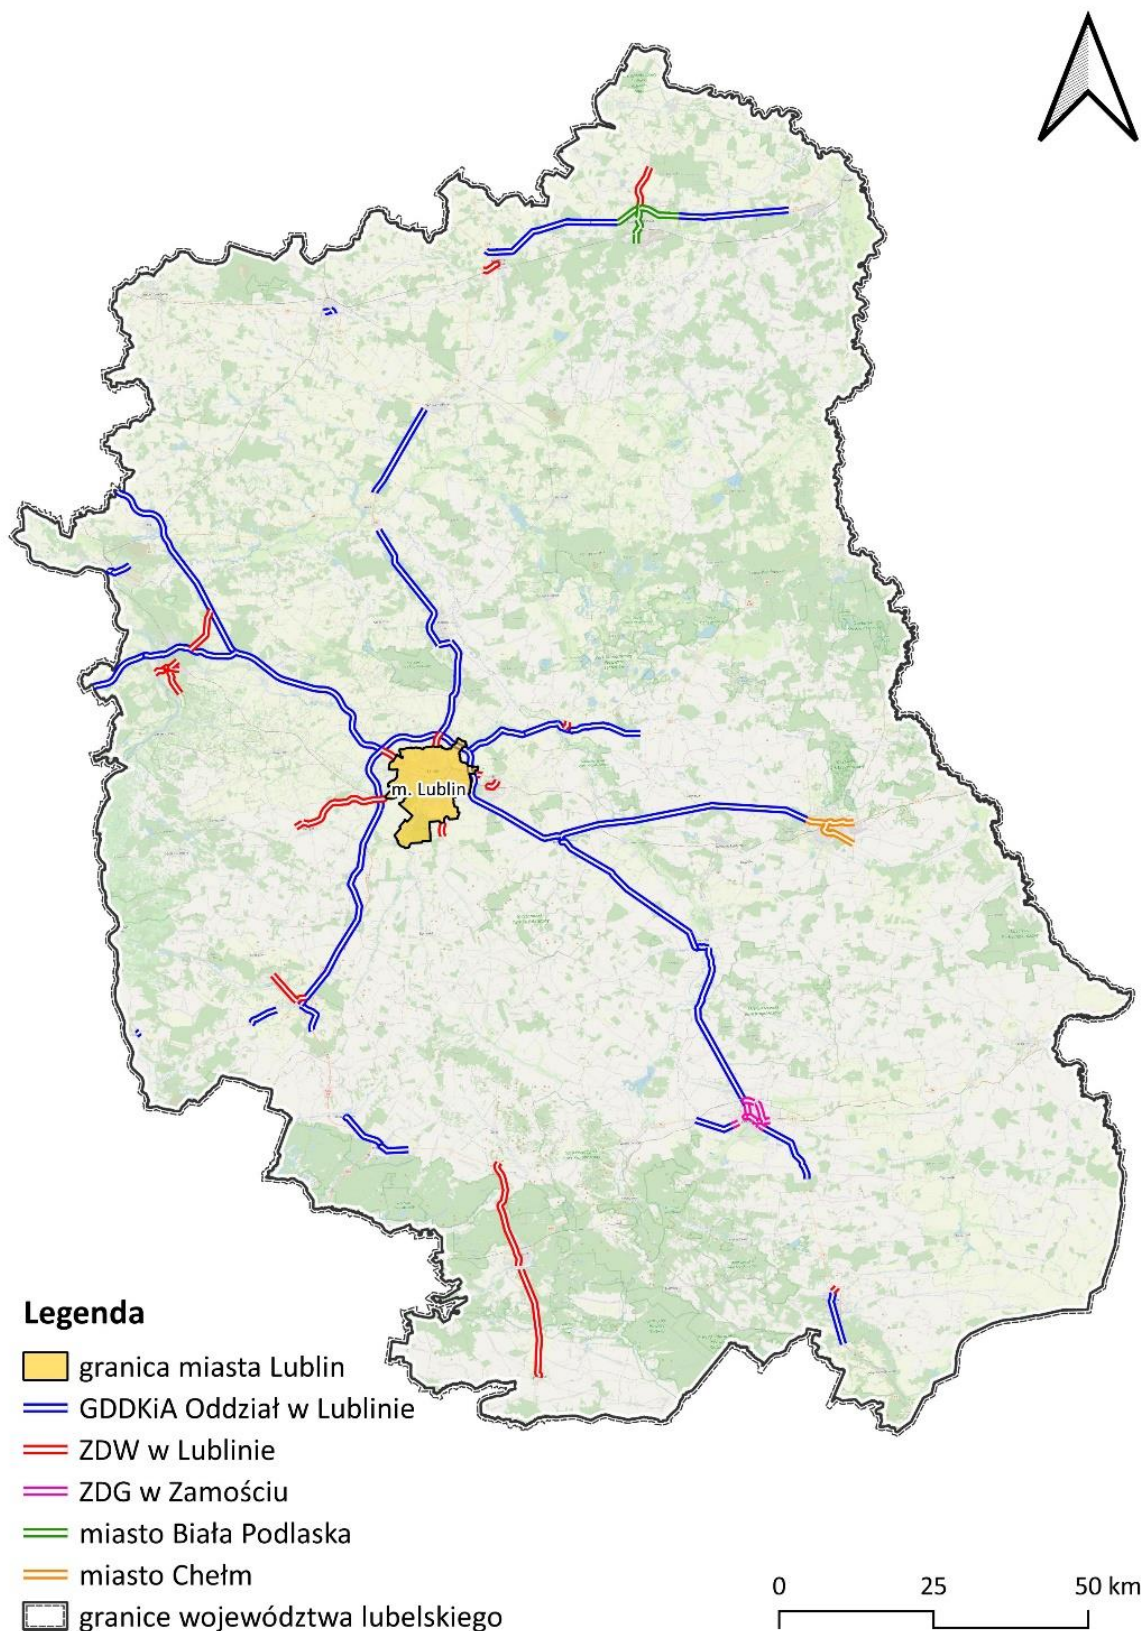 m. Lublin
Legenda
granica miasta Lublin
GDDKiA Oddział w Lublinie
ZDW w Lublinie
ZDG w Zamościu
miasto Biała Podlaska
miasto Chełm
granice województwa lubelskiego
0 25 50 km